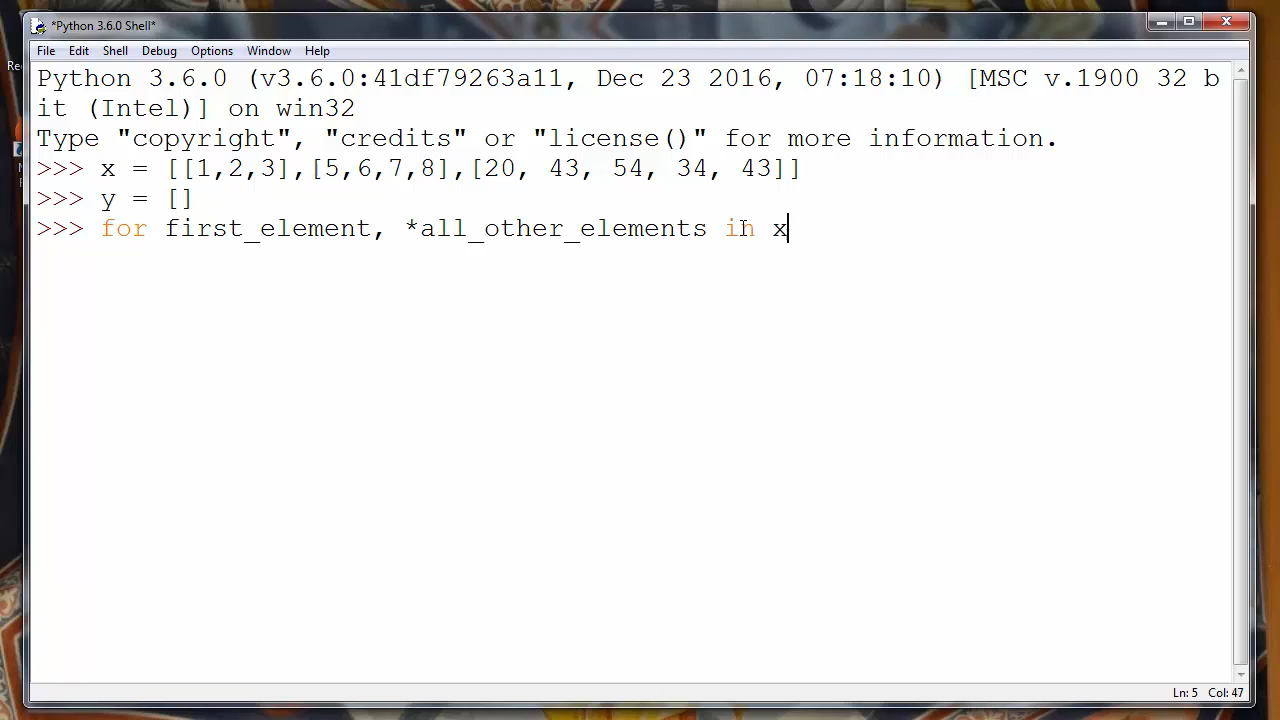 *Python 3.6.0 Shell*
File Edit Shell Debug Options Window Help
Python 3.6.0 (v3.6.0:41df79263a11, Dec 23 2016, 07:18:10) [MSC v.1900 32 b
it (Intel)] on win32
Type "copyright", "credits" or "license()" for more information.
>>> x = [[1,2,3],[5,6,7,8],[20, 43, 54, 34, 43]]
>>> y = []
>>> for first_element, *all_other_elements in x
Ln: 5 Col: 47